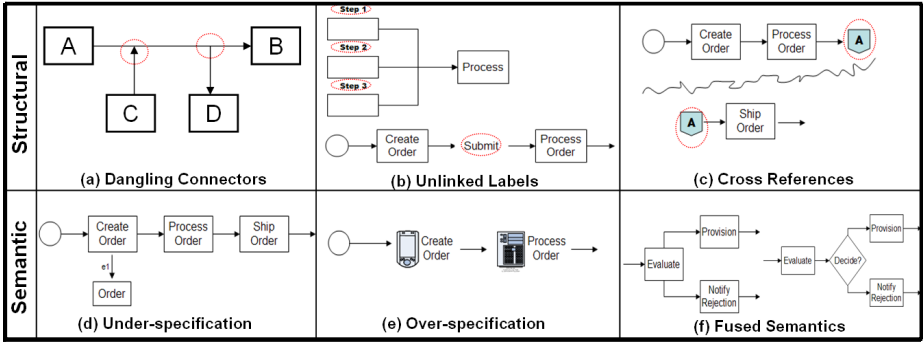 Structural
A
B
C
D
(a) Dangling Connectors
Step 1
Step 2
Step 3
Process
Create
Order
Submit
Process
Order
(b) Unlinked Labels
Create
Order
Process
Order
A
A
Ship
Order
(c) Cross References
Semantic
Create
Order
Process
Order
Ship
Order
e1
Order
(d) Under-specification
Create
Order
Process
Order
(e) Over-specification
Evaluate
Provision
Notify
Rejection
Evaluate
Decide?
Provision
Notify
Rejection
(f) Fused Semantics